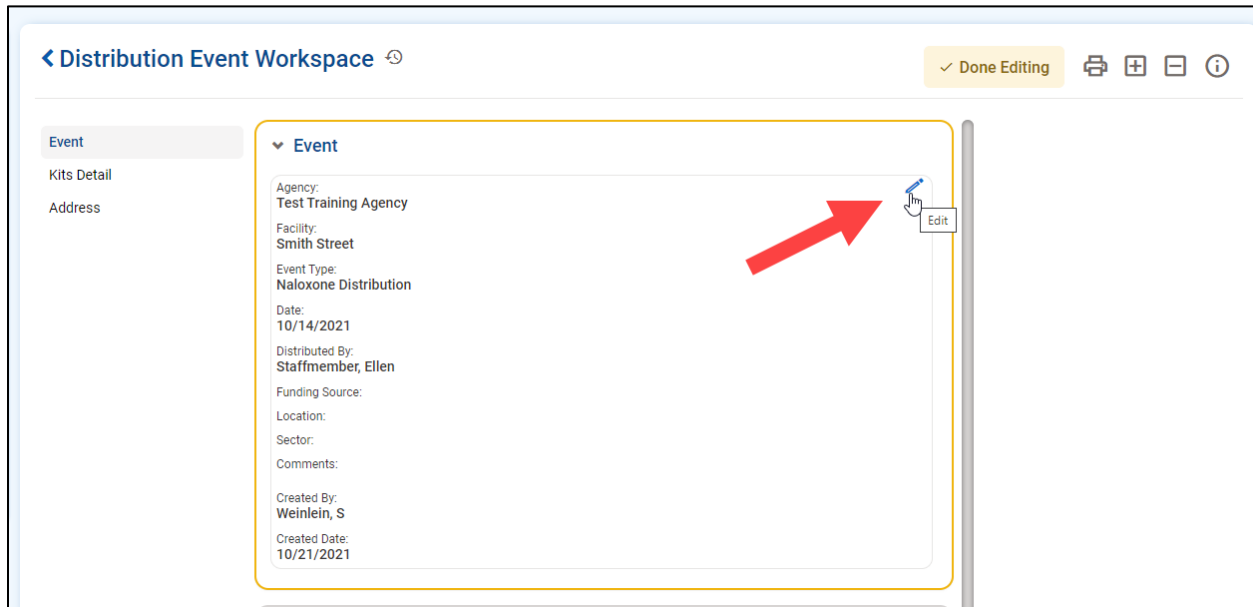 Distribution Event Workspace
Done Editing
Event
Kits Detail
Address
Event
Agency:
Test Training Agency
Facility:
Smith Street
Event Type:
Naloxone Distribution
Date:
10/14/2021
Distributed By:
Staffmember, Ellen
Funding Source:
Location:
Sector:
Comments:
Created By:
Weinlein, S
Created Date:
10/21/2021
Edit